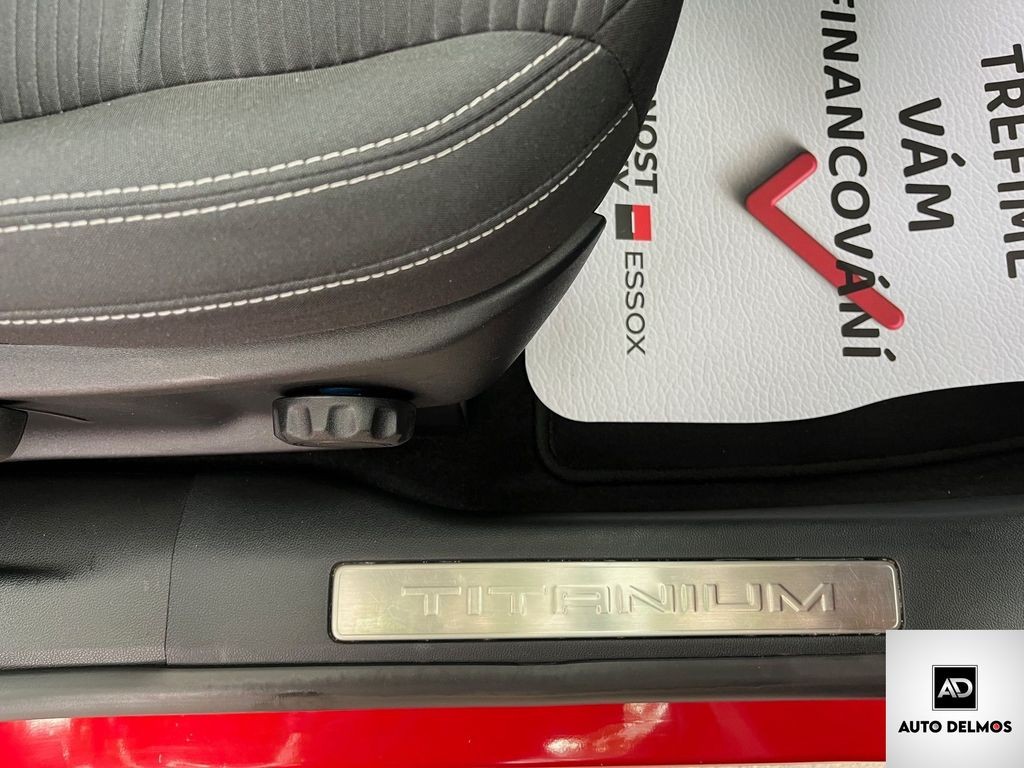 TREFÍME
VÁM
FINANCOVÁNÍ
NOST
ESSOX
TITANIUM
AD
AUTO DELMOS